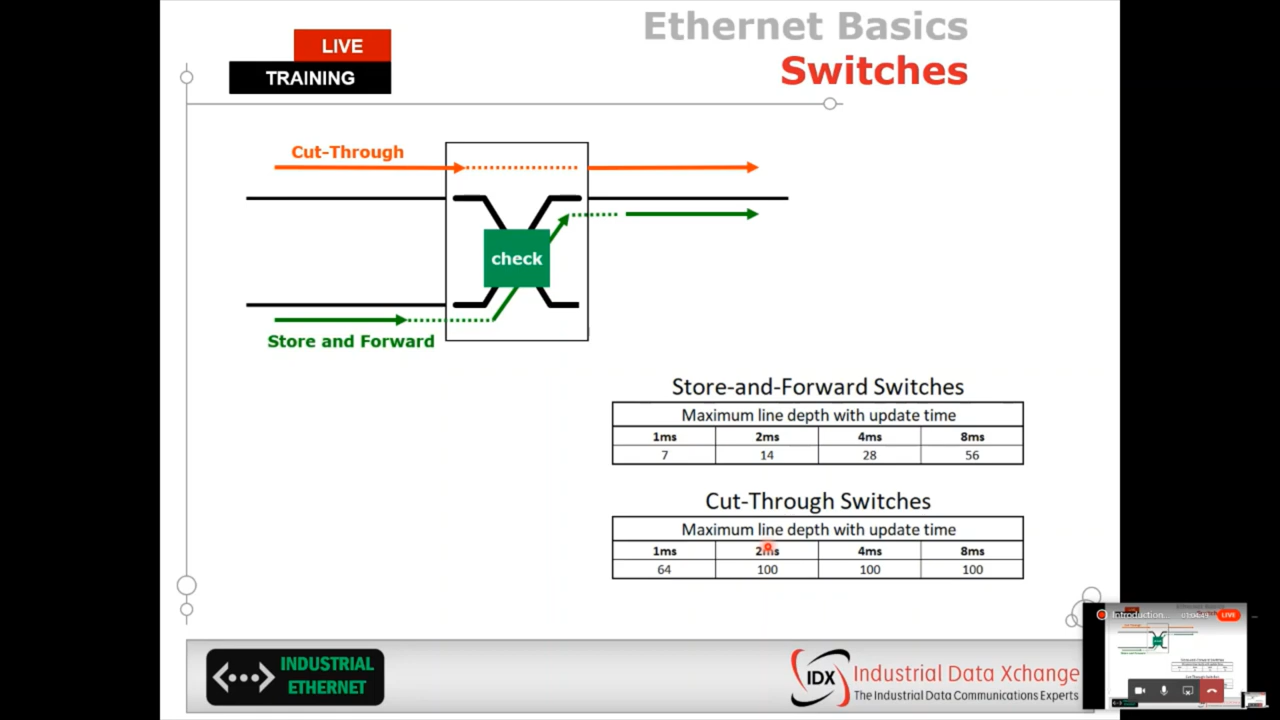 Ethernet Basics
Switches
LIVE
TRAINING
Cut-Through
check
Store and Forward
Store-and-Forward Switches
Maximum line depth with update time
1ms 2ms 4ms 8ms
7 14 28 56
Cut-Through Switches
Maximum line depth with update time
1ms 2ms 4ms 8ms
64 100 100 100
INDUSTRIAL
ETHERNET
IDX
Industrial Data Xchange
The Industrial Data Communications Experts
Introduction
LIVE